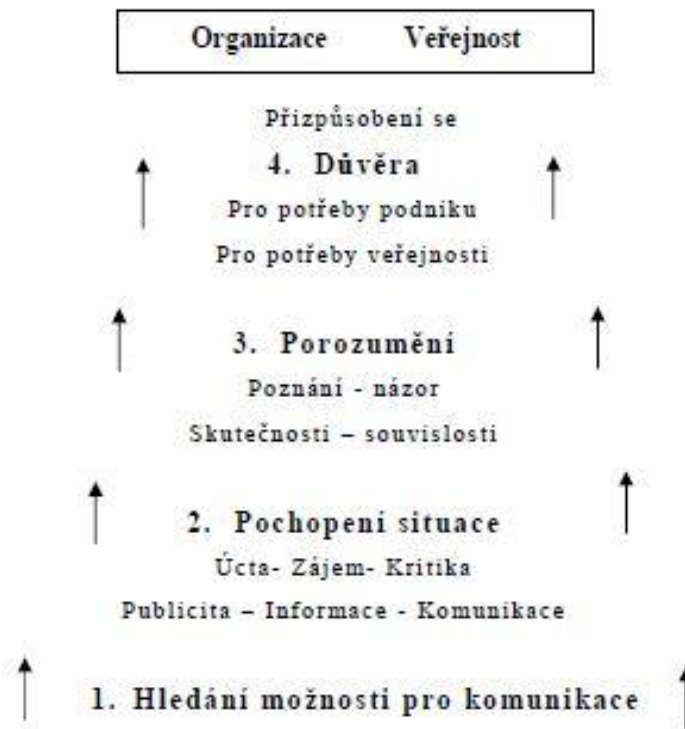 Organizace Veřejnost
Přizpůsobení se
4. Důvěra
Pro potřeby podniku
Pro potřeby veřejnosti
3. Porozumění
Poznání - názor
Skutečnosti – souvislosti
2. Pochopení situace
Úcta- Zájem- Kritika
Publicita – Informace - Komunikace
1. Hledání možnosti pro komunikace